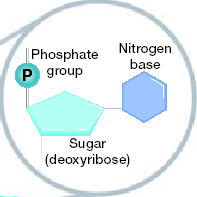 Phosphate
group
Nitrogen
base
P
Sugar
(deoxyribose)